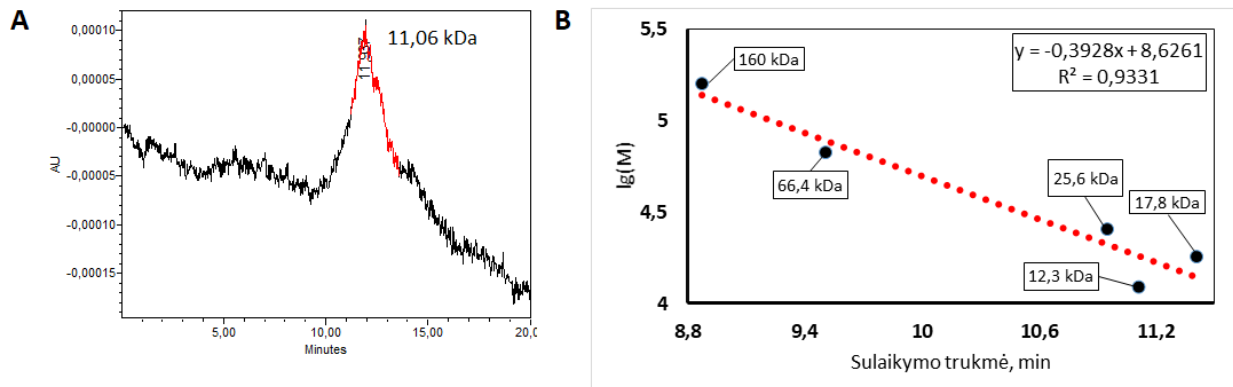 A
0,00010
0,00005
-0,00000
-0,00005
-0,00010
-0,00015
AU
11,06 kDa
5,00
10,00
15,00
20,0
Minutes
B
5,5
5
4,5
4
lg(M)
y = -0,3928x + 8,6261
R² = 0,9331
160 kDa
66,4 kDa
25,6 kDa
17,8 kDa
12,3 kDa
8,8
9,4
10
10,6
11,2
Sulaikymo trukmė, min